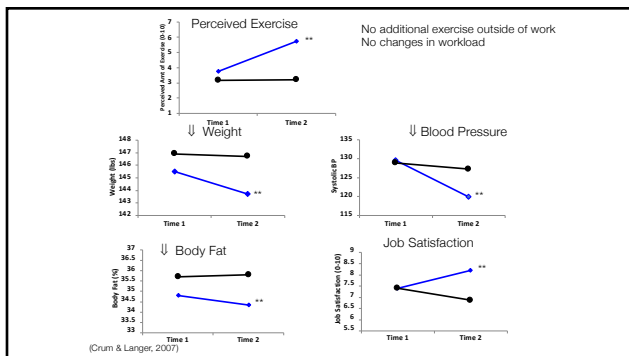 Perceived Exercise
No additional exercise outside of work
No changes in workload
Perceived Amt of Exercise (0-10)
7
6
5
4
3
2
1
**
Time 1
Time 2
⇓ Weight
Weight (lbs)
148
147
146
145
144
143
142
**
Time 1
Time 2
⇓ Blood Pressure
SystolicBP
135
130
125
120
115
**
Time 1
Time 2
⇓ Body Fat
Body Fat (%)
37
36.5
36
35.5
35
34.5
34
33.5
33
**
Time 1
Time 2
Job Satisfaction
Job Satisfaction (0-10)
9
8.5
8
7.5
7
6.5
6
5.5
**
Time 1
Time 2
(Crum & Langer, 2007)